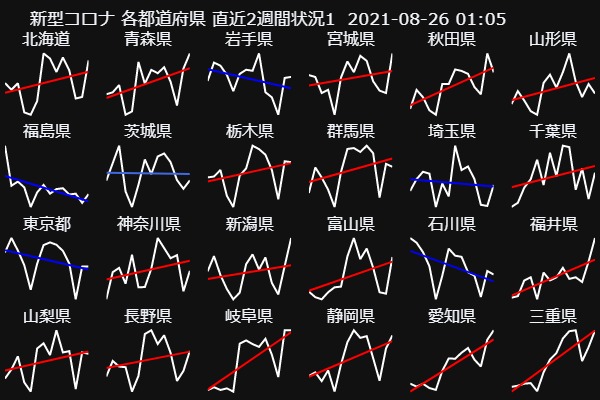 新型コロナ 各都道府県 直近2週間状況1 2021-08-26 01:05
北海道 青森県 岩手県 宮城県 秋田県 山形県
福島県 茨城県 栃木県 群馬県 埼玉県 千葉県
東京都 神奈川県 新潟県 富山県 石川県 福井県
山梨県 長野県 岐阜県 静岡県 愛知県 三重県